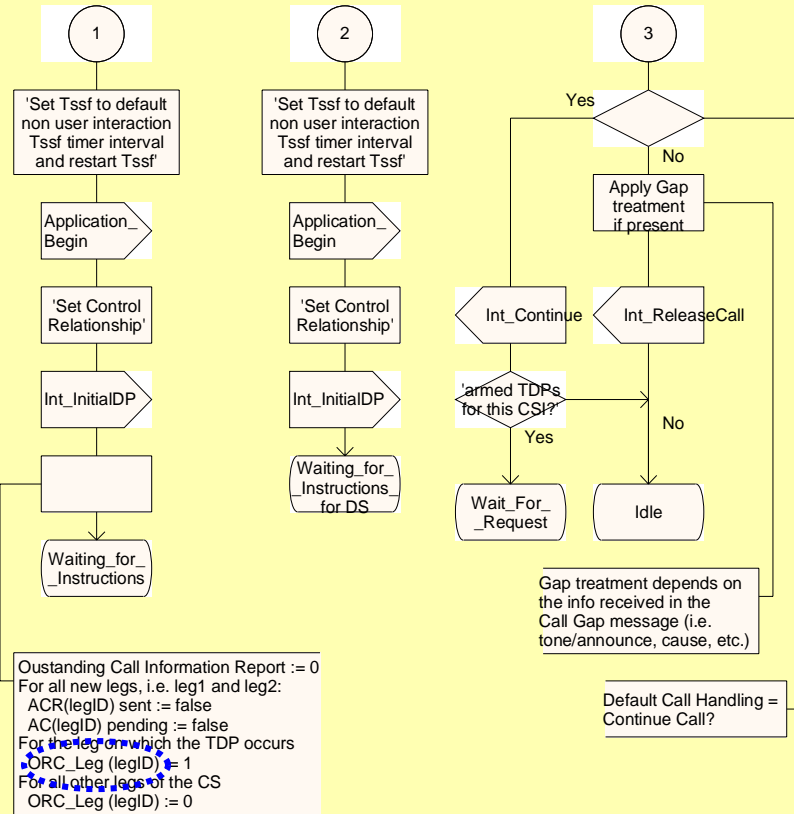 1
'Set Tssf to default
non user interaction
Tssf timer interval
and restart Tssf'
Application_
Begin
'Set Control
Relationship'
Int_InitialDP
Waiting_for_
_Instructions
2
'Set Tssf to default
non user interaction
Tssf timer interval
and restart Tssf'
Application_
Begin
'Set Control
Relationship'
Int_InitialDP
Waiting_for_
_Instructions_
for DS
3
Yes
No
Apply Gap
treatment
if present
Int_Continue
Int_ReleaseCall
'armed TDPs
for this CSI?'
Yes
No
Wait_For_
_Request
Idle
Gap treatment depends on
the info received in the
Call Gap message (i.e.
tone/announce, cause, etc.)
Default Call Handling =
Continue Call?
Oustanding Call Information Report := 0
For all new legs, i.e. leg1 and leg2:
ACR(legID) sent := false
AC(legID) pending := false
For the leg on which the TDP occurs
ORC_Leg (legID) := 1
For all other legs of the CS
ORC_Leg (legID) := 0